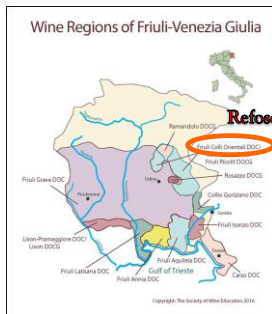 Wine Regions of Friuli-Venezia Giulia
Refos
Ramandolo DOCG
Friuli Colli Orientali DOC/
Friuli Picolit DOCG
Udine
Rosazzo DOCG
Friuli Grave DOC
Pordenone
Collio Goriziano DOC
Gorizia
Friuli Isonzo DOC
Lison-Pramaggiore DOC/
Lison DOCG
Trieste
Friuli Aquileia DOC
Friuli Latisana DOC
Gulf of Trieste
Friuli Annia DOC
Carso DOC
Copyright: The Society of Wine Educators 2016